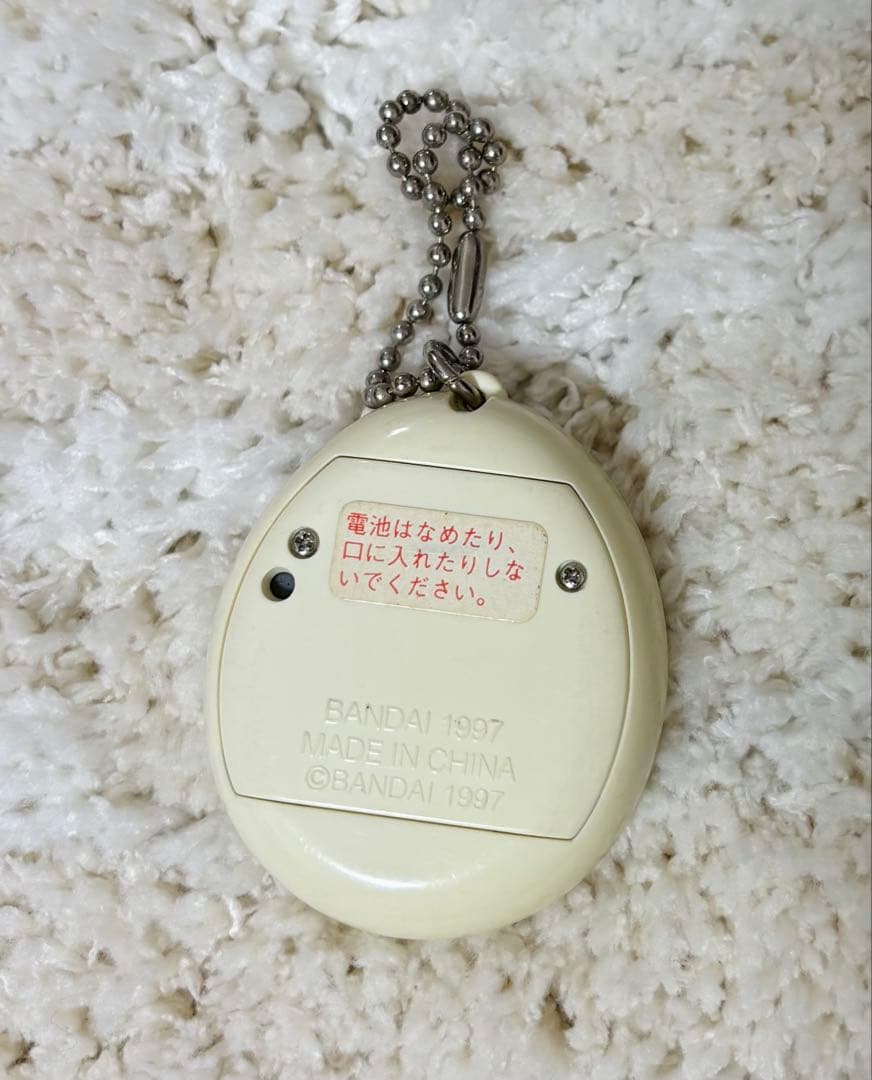 電池はなめたり、
口に入れたりしな
いでください。
BANDAI 1997
MADE IN CHINA
©BANDAI 1997